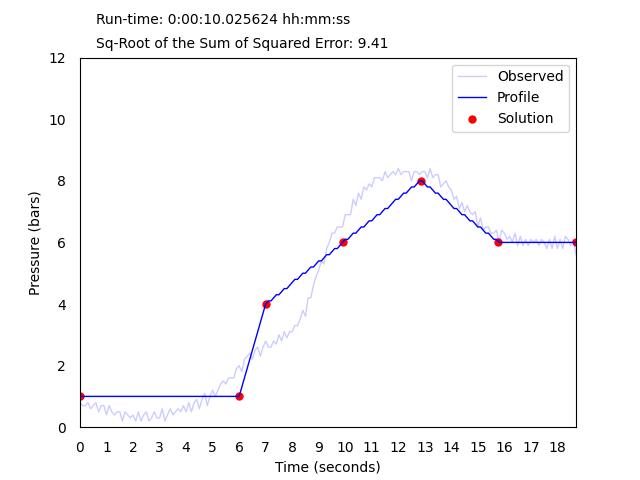 Run-time: 0:00:10.025624 hh:mm:ss
Sq-Root of the Sum of Squared Error: 9.41
12
10
8
6
4
2
0
Pressure (bars)
Observed
Profile
Solution
0 1 2 3 4 5 6 7 8 9 10 11 12 13 14 15 16 17 18
Time (seconds)